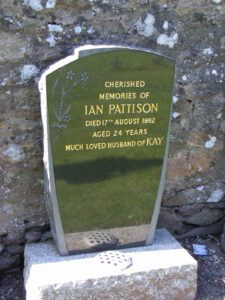 CHERISHED
MEMORIES OF
IAN PATTISON
DIED 17TH AUGUST 1982
AGED 24 YEARS
MUCH LOVED HUSBAND OF KAY